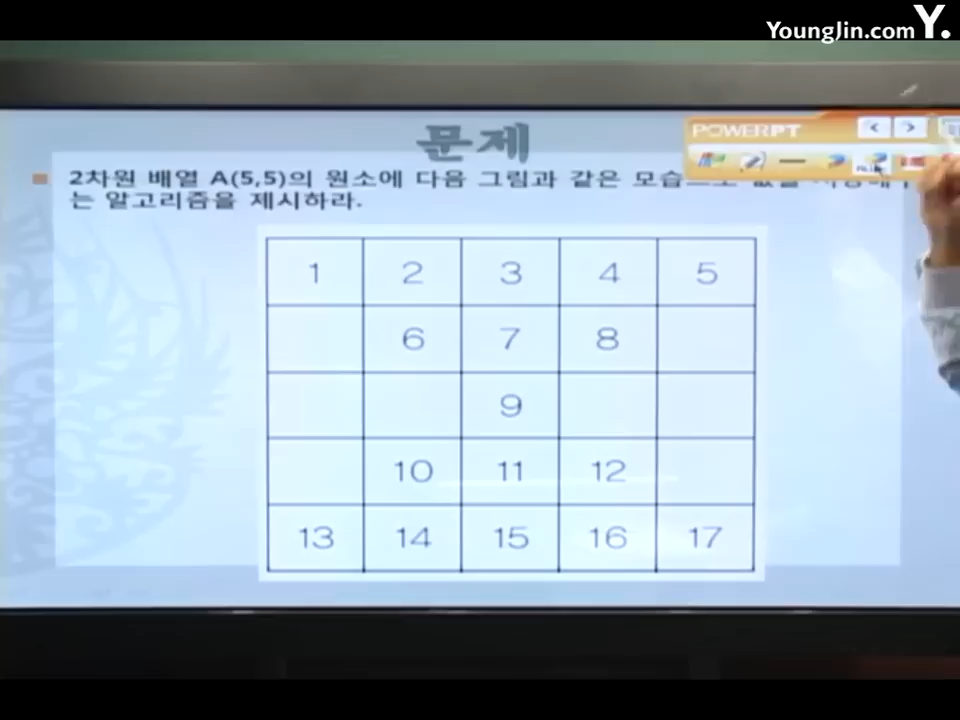 YoungJin.com Y.
문제
POWERPT
2차원 배열 A(5,5)의 원소에 다음 그림과 같은
는 알고리즘을 제시하라.
1 2 3 4 5
6 7 8
9
10 11 12
13 14 15 16 17